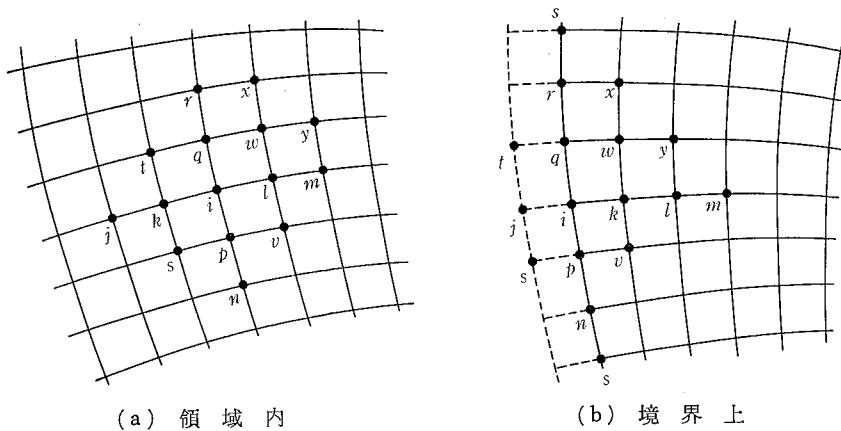 r x
t q w y
j k i l m
s p v
n
(a) 領域内
s
r x
t q w y
j i k l m
s p v
n
s
(b) 境界上